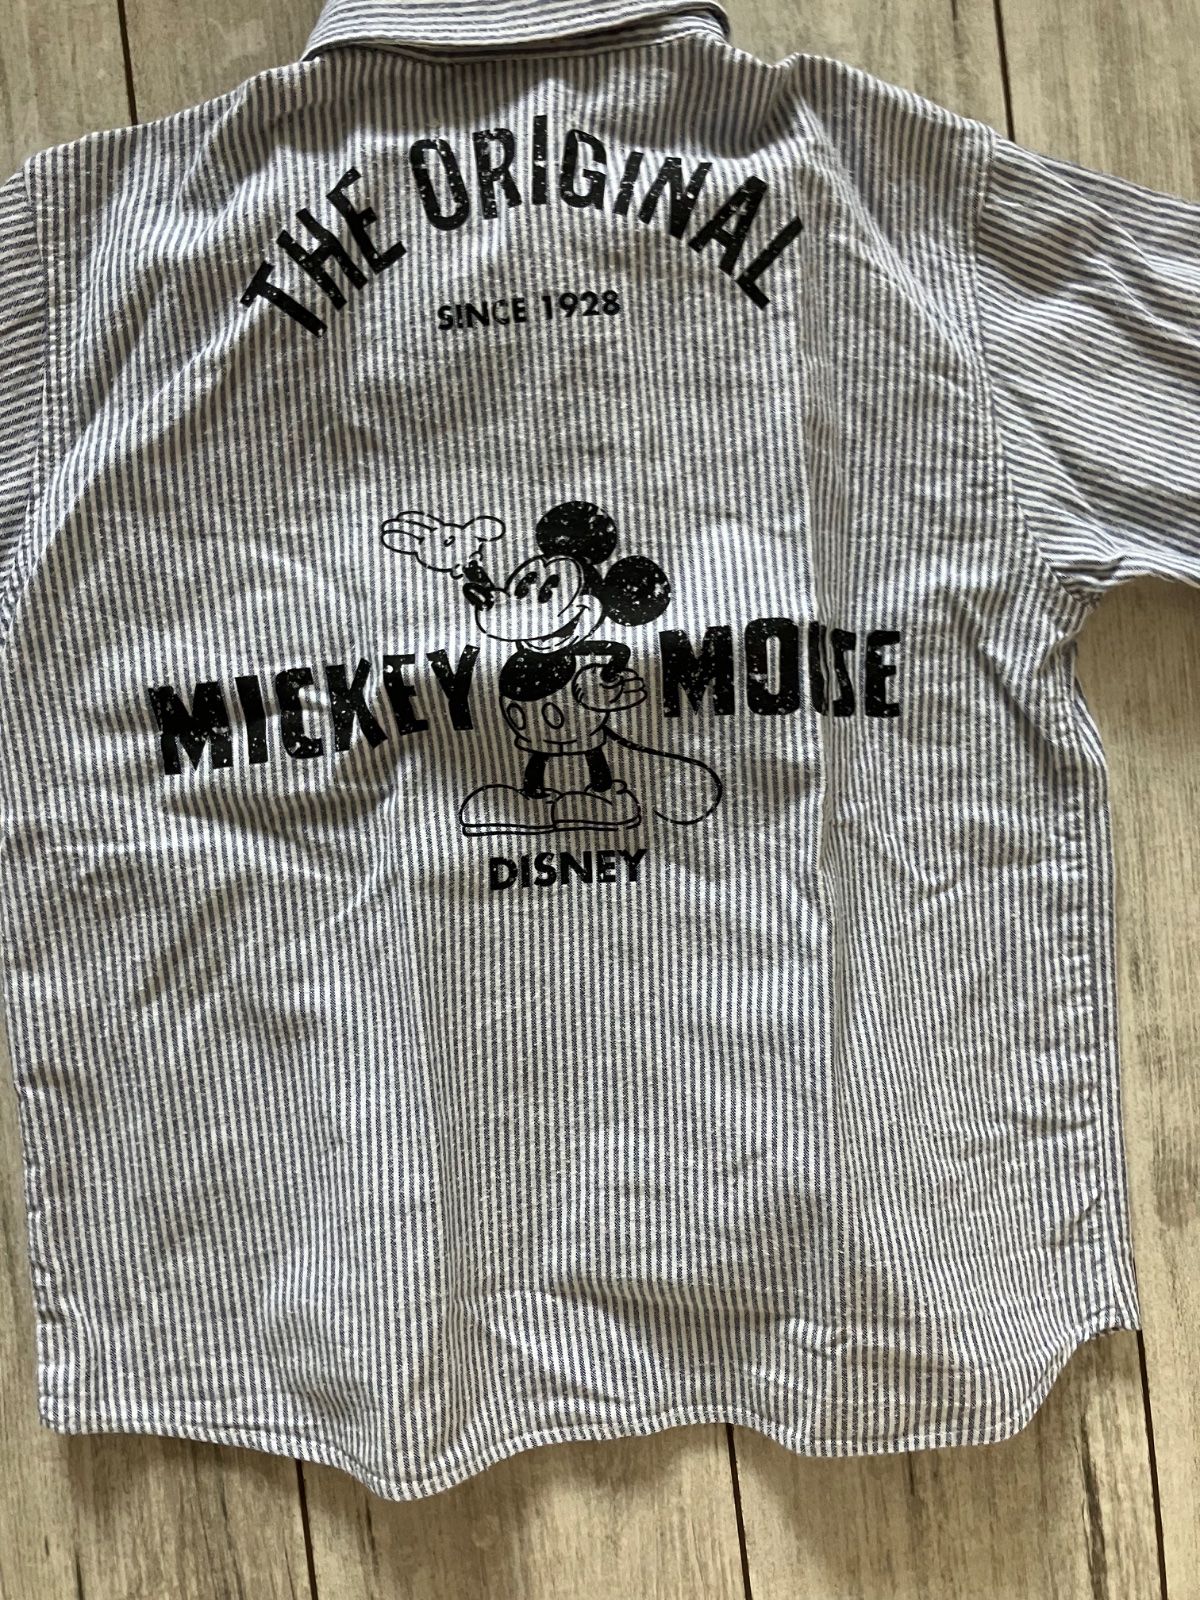 THE ORIGINAL
SINCE 1928
MICKEY MOUSE
DISNEY